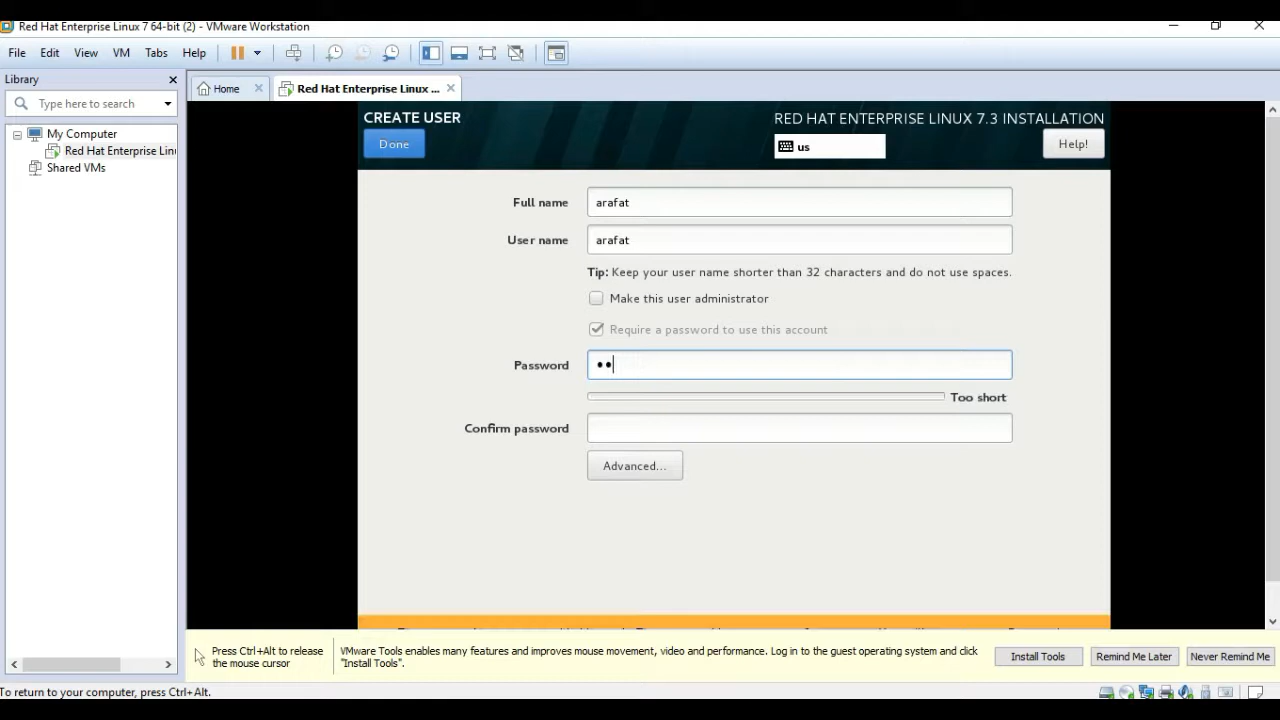 Red Hat Enterprise Linux 7 64-bit (2) - VMware Workstation
File Edit View VM Tabs Help
Library
Type here to search
Home
Red Hat Enterprise Linux ...
My Computer
Red Hat Enterprise Linu
Shared VMs
CREATE USER
RED HAT ENTERPRISE LINUX 7.3 INSTALLATION
Done
us
Help!
Full name arafat
User name arafat
Tip: Keep your user name shorter than 32 characters and do not use spaces.
Make this user administrator
Require a password to use this account
Password ••
Too short
Confirm password
Advanced...
Press Ctrl+Alt to release
the mouse cursor
VMware Tools enables many features and improves mouse movement, video and performance. Log in to the guest operating system and click
"Install Tools".
Install Tools
Remind Me Later
Never Remind Me
To return to your computer, press Ctrl+Alt.